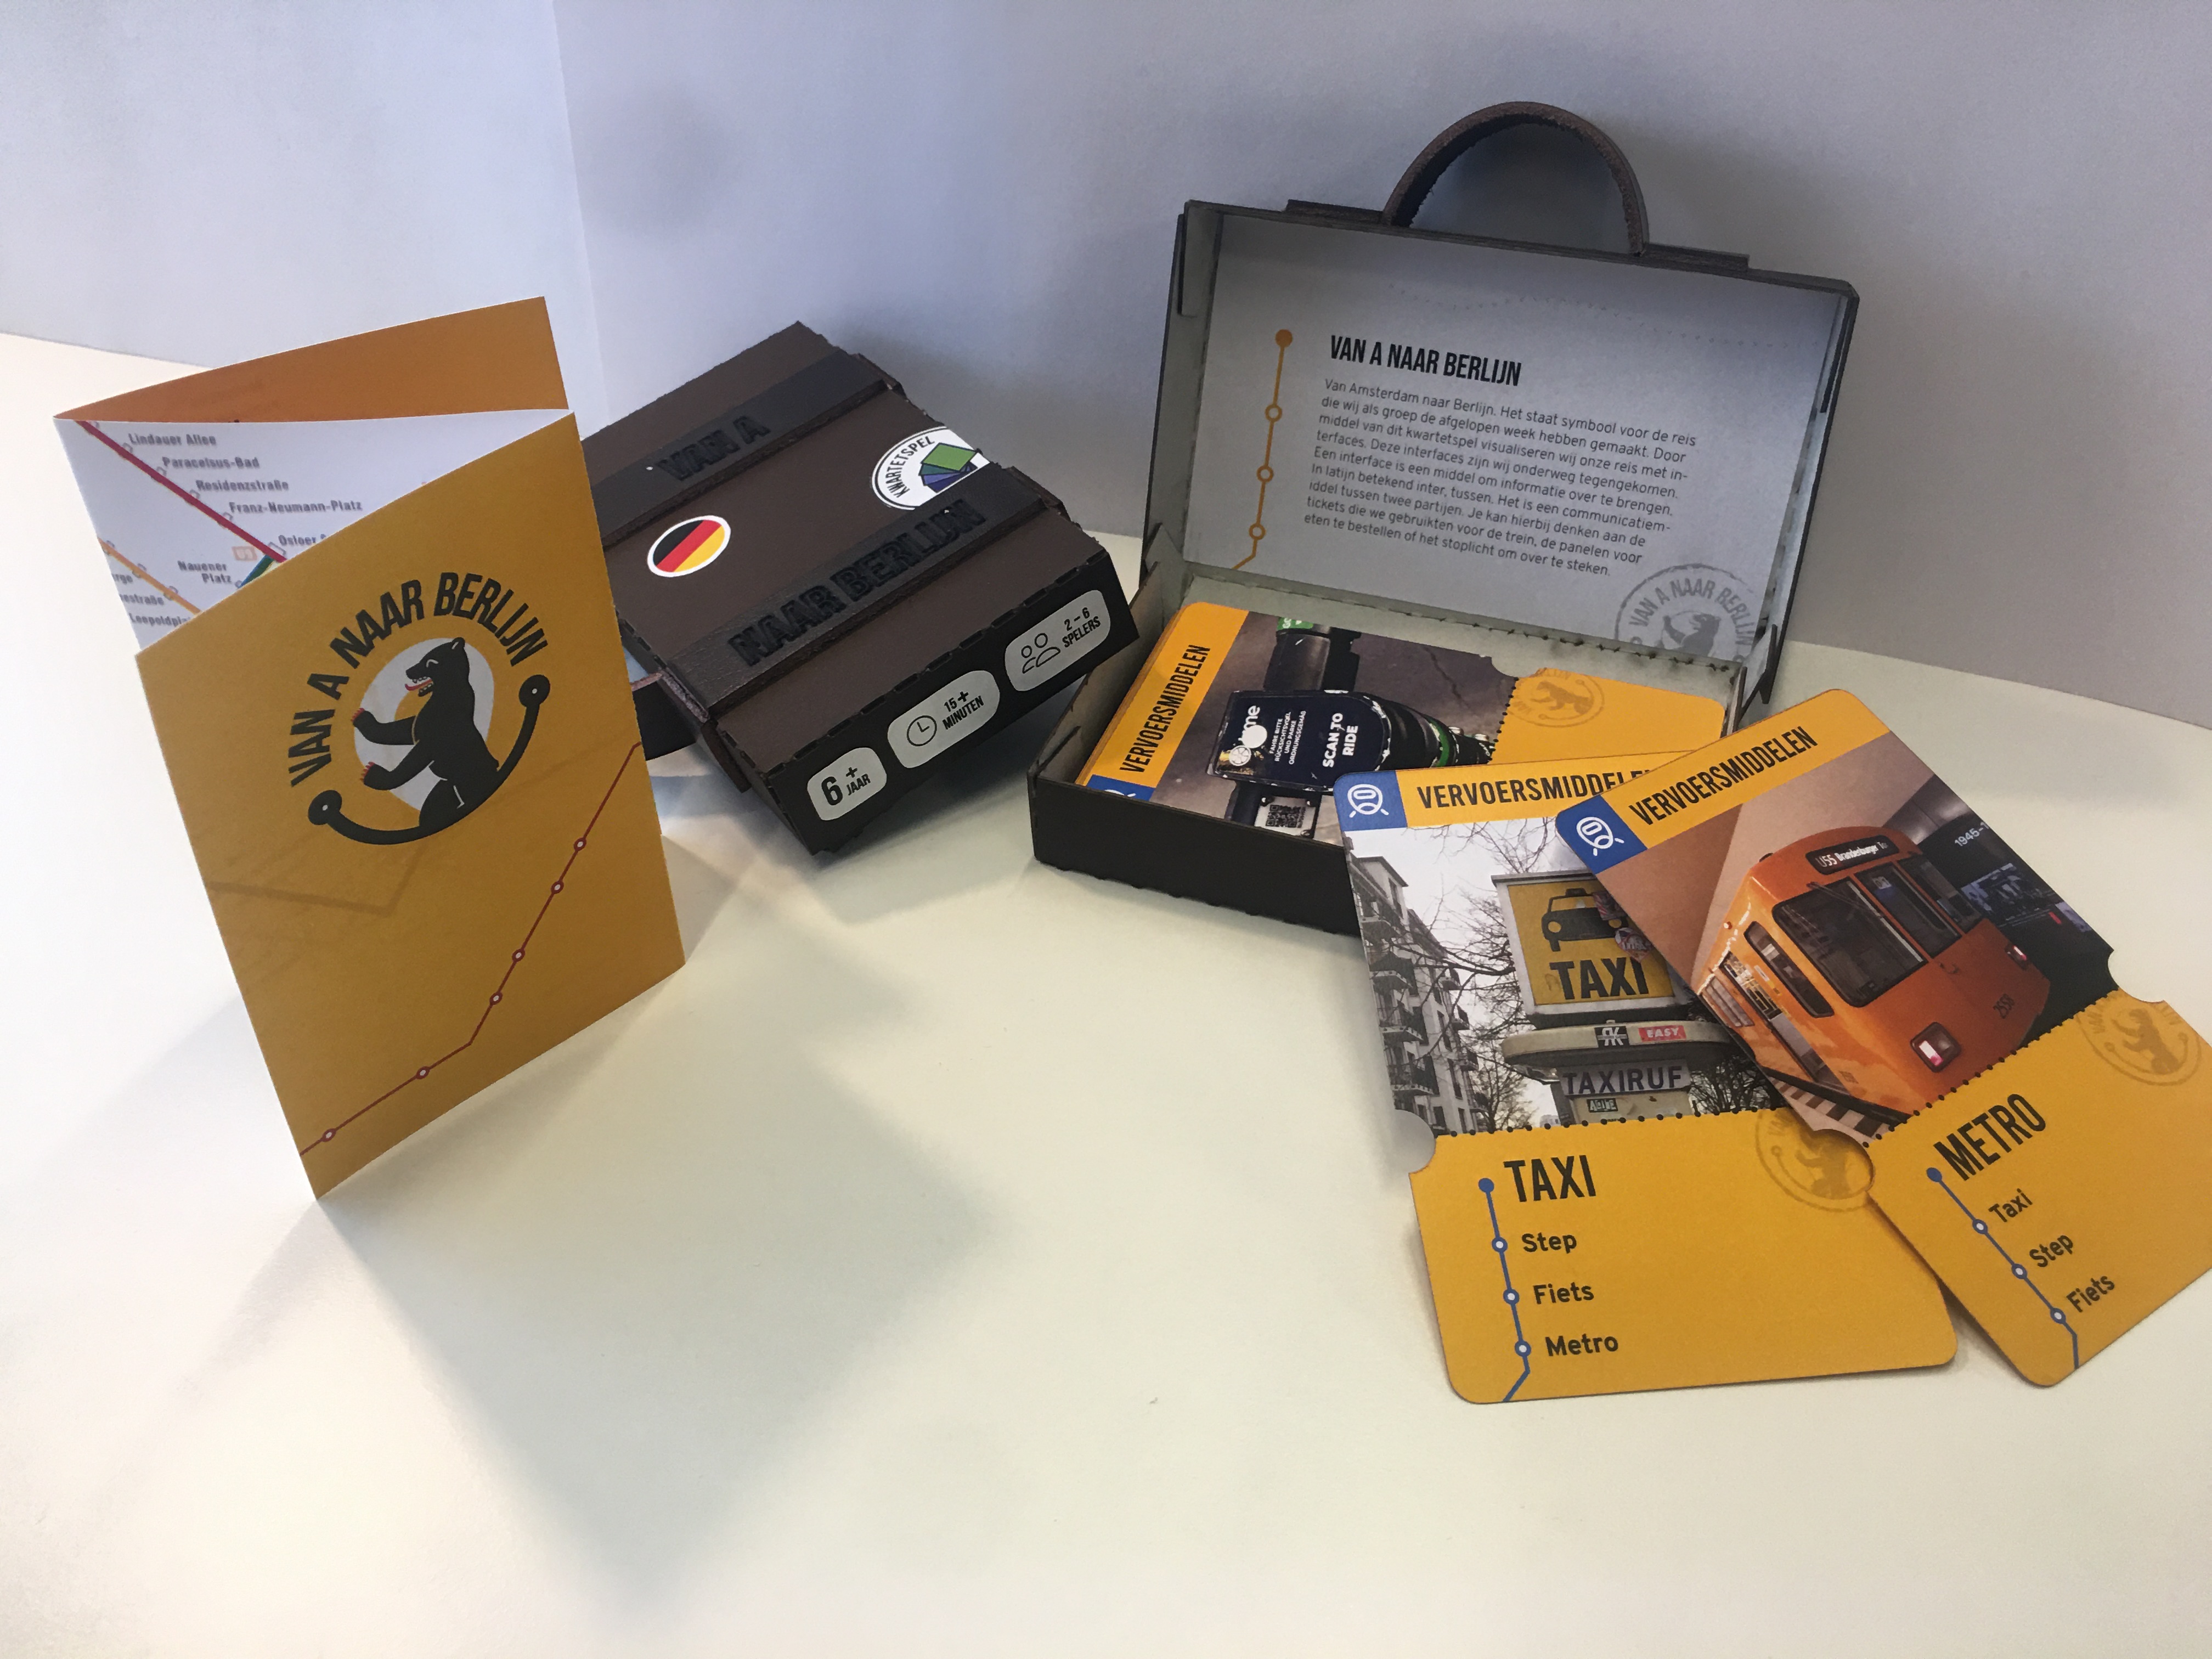 Lindauer Allee
Paracelsus-Bad
Residenzstraße
Franz-Neumann-Platz
Osloer
Nauener
Platz
VAN A NAAR BERLIJN
VAN A
NAAR BERLIJN
KWARTETSPEL
6+
JAAR
15+
MINUTEN
2 – 6
SPELERS
VAN A NAAR BERLIJN
Van Amsterdam naar Berlijn. Het staat symbool voor de reis
die wij als groep de afgelopen week hebben gemaakt. Door
middel van dit kwartetspel visualiseren wij onze reis met in-
terfaces. Deze interfaces zijn wij onderweg tegengekomen.
Een interface is een middel om informatie over te brengen.
In latijn betekend inter, tussen. Het is een communicatiem-
iddel tussen twee partijen. Je kan hierbij denken aan de
tickets die we gebruikten voor de trein, de panelen voor
eten te bestellen of het stoplicht om over te steken.
VAN A NAAR BERLIJN
VERVOERSMIDDELEN
SCAN TO
RIDE
VERVOERSMIDDELEN
TAXI
EASY
TAXIRUF
TAXI
Step
Fiets
Metro
VERVOERSMIDDELEN
U55 Brandenburger
1945-1
METRO
Taxi
Step
Fiets